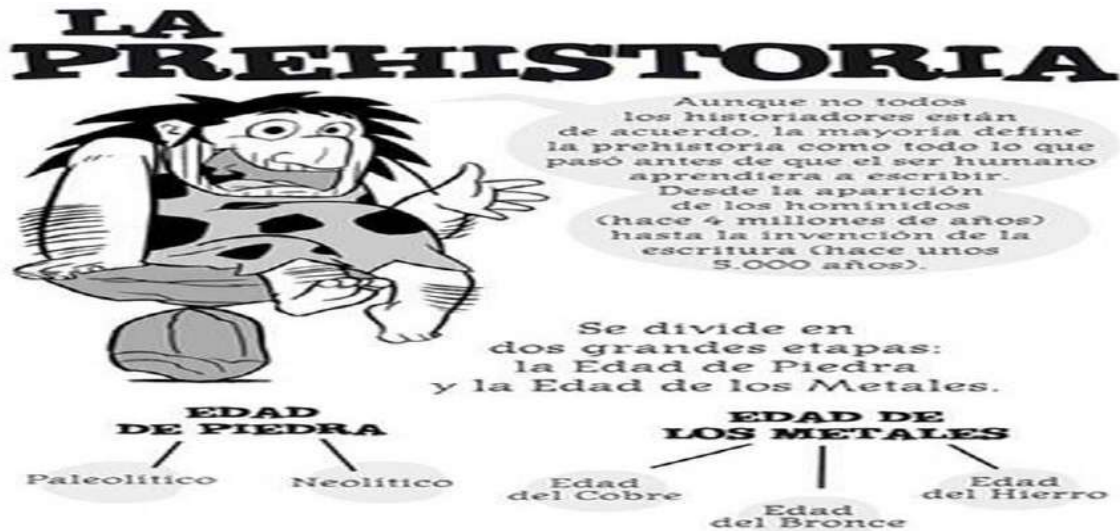 LA
PREHISTORIA
Aunque no todos
los historiadores están
de acuerdo, la mayoría define
la prehistoria como todo lo que
pasó antes de que el ser humano
aprendiera a escribir.
Desde la aparición
de los homínidos
(hace 4 millones de años)
hasta la invención de la
escritura (hace unos
5.000 años).
Se divide en
dos grandes etapas:
la Edad de Piedra
y la Edad de los Metales.
EDAD
DE PIEDRA
Paleolítico
Neolítico
EDAD DE
LOS METALES
Edad
del Cobre
Edad
del Bronce
Edad
del Hierro